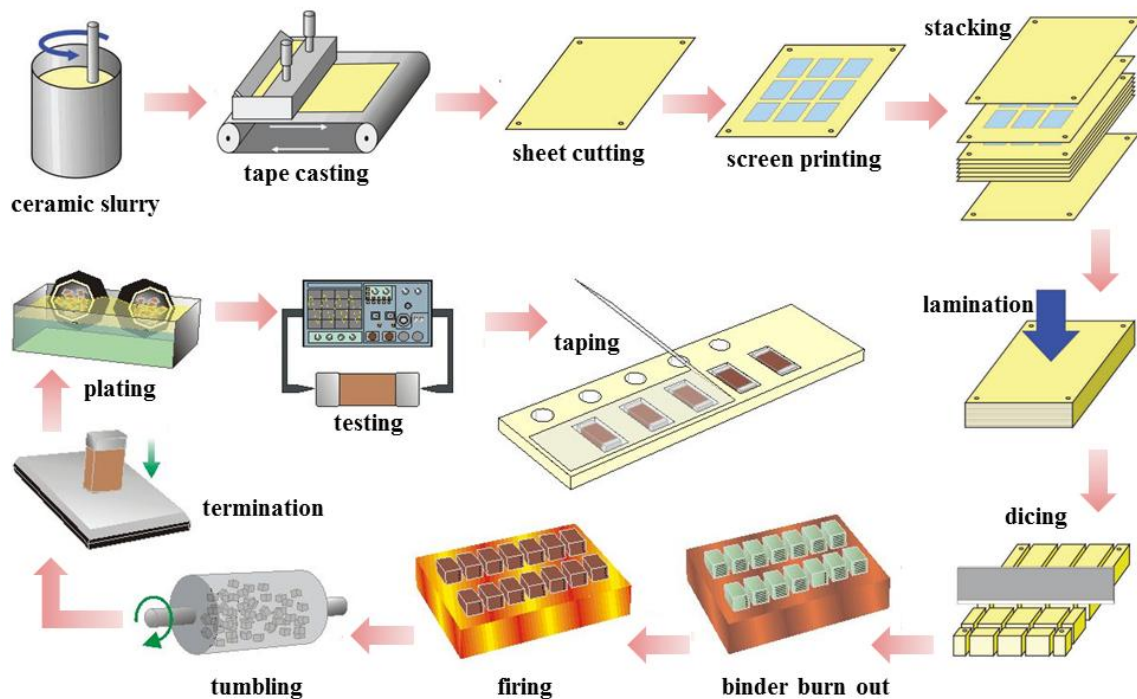 ceramic slurry
tape casting
sheet cutting
screen printing
stacking
lamination
dicing
binder burn out
firing
tumbling
termination
plating
testing
taping